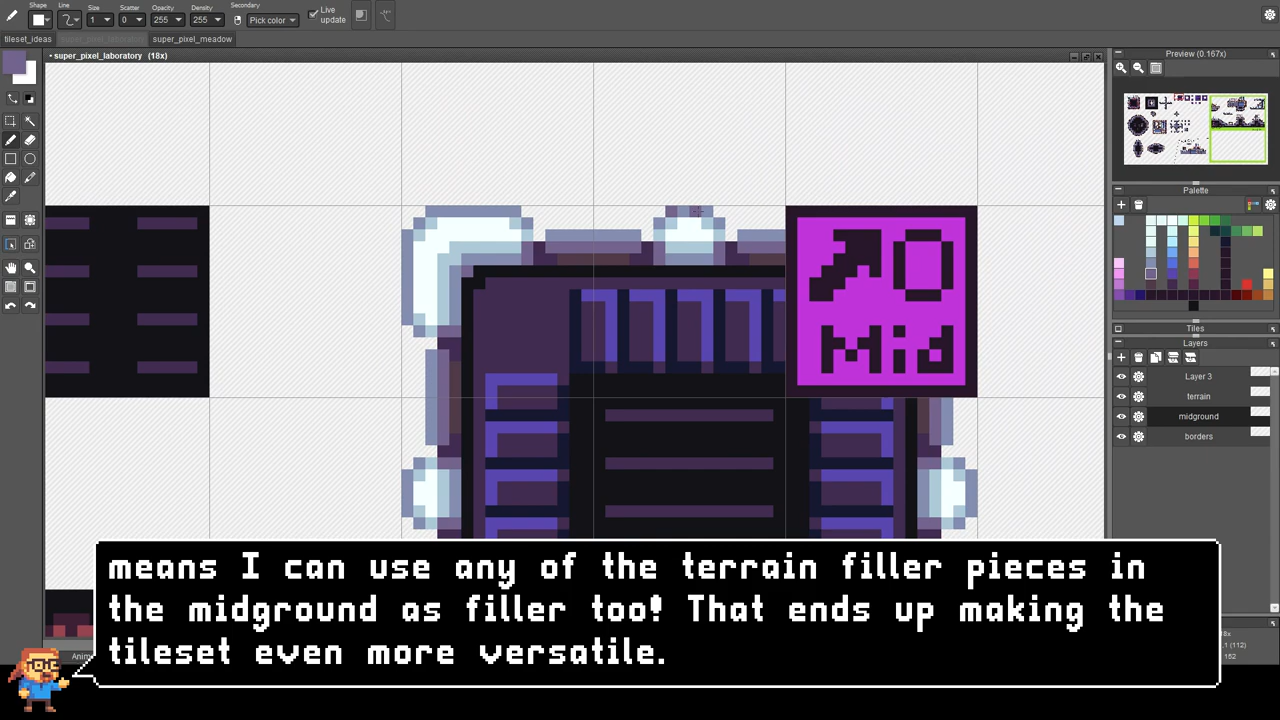 Shape Line Size Scatter Opacity Density Secondary
1 0 255 255 Pick color Live update
tileset_ideas super_pixel_meadow
• super_pixel_laboratory (18x)
Preview (0.167x)
Palette
Mid
Tiles
Layers
Layer 3
terrain
midground
borders
means I can use any of the terrain filler pieces in
the midground as filler too! That ends up making the
tileset even more versatile.